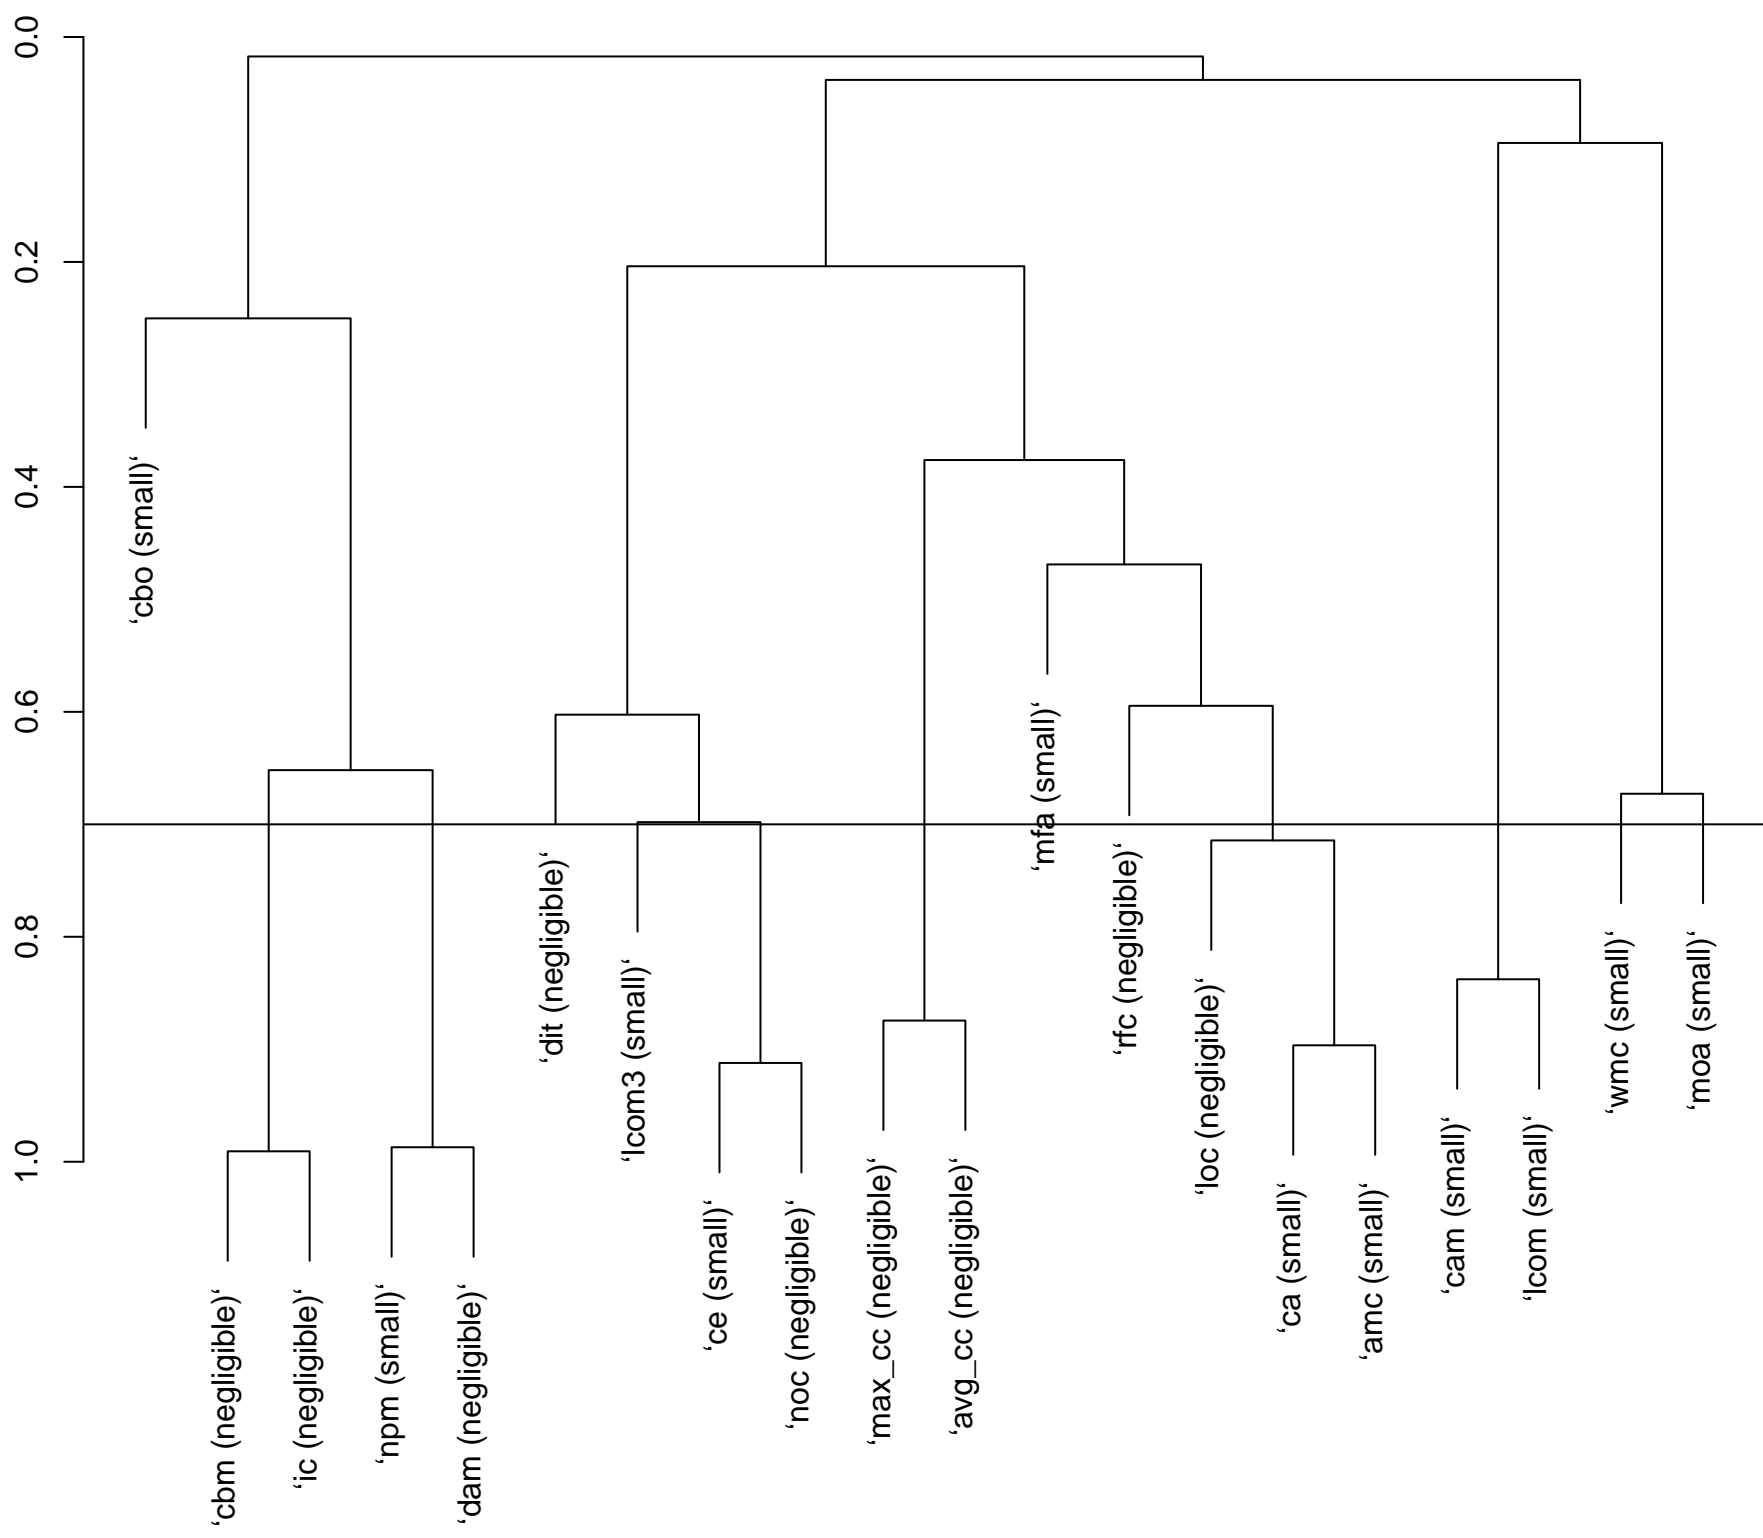 0.0
0.2
0.4
0.6
0.8
1.0
‘cbo (small)‘
‘cbm (negligible)‘
‘ic (negligible)‘
‘npm (small)‘
‘dam (negligible)‘
‘dit (negligible)‘
‘lcom3 (small)‘
‘ce (small)‘
‘noc (negligible)‘
‘max_cc (negligible)‘
‘avg_cc (negligible)‘
‘mfa (small)‘
‘rfc (negligible)‘
‘loc (negligible)‘
‘ca (small)‘
‘amc (small)‘
‘cam (small)‘
‘lcom (small)‘
‘wmc (small)‘
‘moa (small)‘